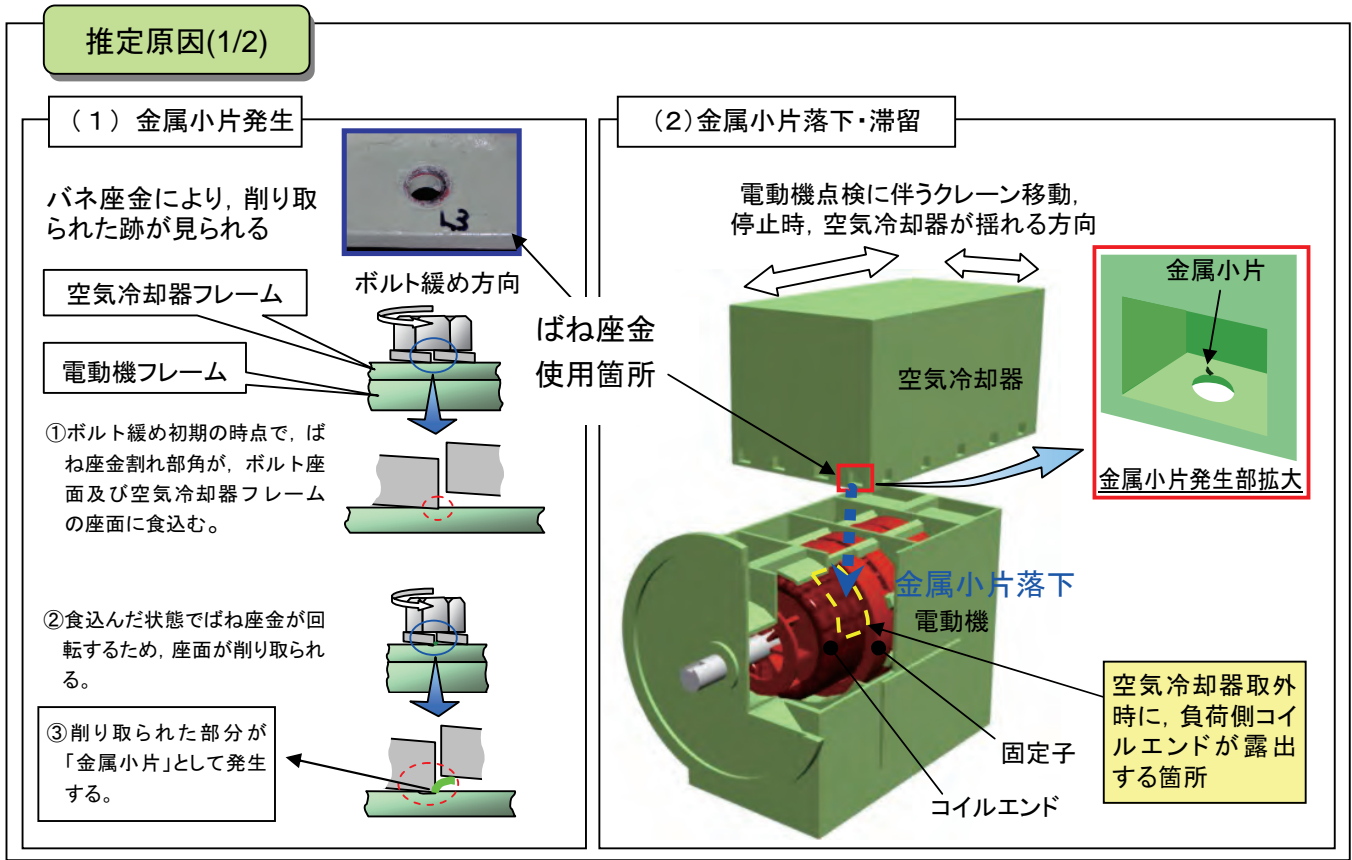 推定原因(1/2)
(1) 金属小片発生
バネ座金により, 削り取
られた跡が見られる
L3
空気冷却器フレーム
電動機フレーム
ボルト緩め方向
ばね座金
使用箇所
①ボルト緩め初期の時点で, ば
ね座金割れ部角が, ボルト座
面及び空気冷却器フレーム
の座面に食込む。
②食込んだ状態でばね座金が回
転するため, 座面が削り取られ
る。
③削り取られた部分が
「金属小片」として発生
する。
(2)金属小片落下・滞留
電動機点検に伴うクレーン移動,
停止時, 空気冷却器が揺れる方向
空気冷却器
金属小片
金属小片発生部拡大
金属小片落下
電動機
空気冷却器取外
時に, 負荷側コイ
ルエンドが露出
する箇所
固定子
コイルエンド